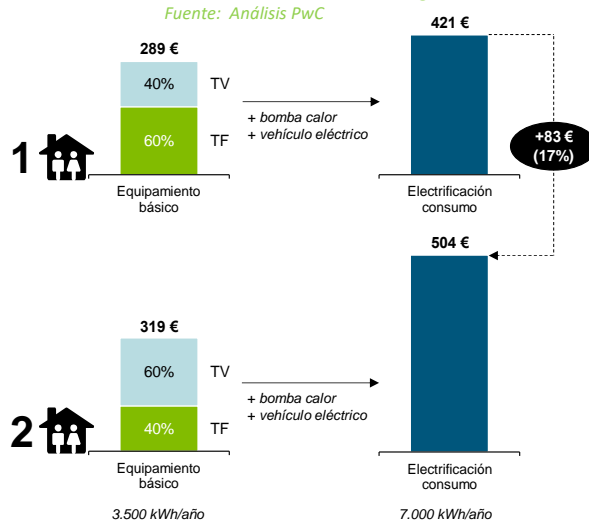 Fuente: Análisis PwC
289 €
421 €
40%
TV
60%
TF
+ bomba calor
+ vehículo eléctrico
+83 €
(17%)
1
Equipamiento
básico
Electrificación
consumo
504 €
319 €
60%
TV
40%
TF
+ bomba calor
+ vehículo eléctrico
2
Equipamiento
básico
Electrificación
consumo
3.500 kWh/año
7.000 kWh/año